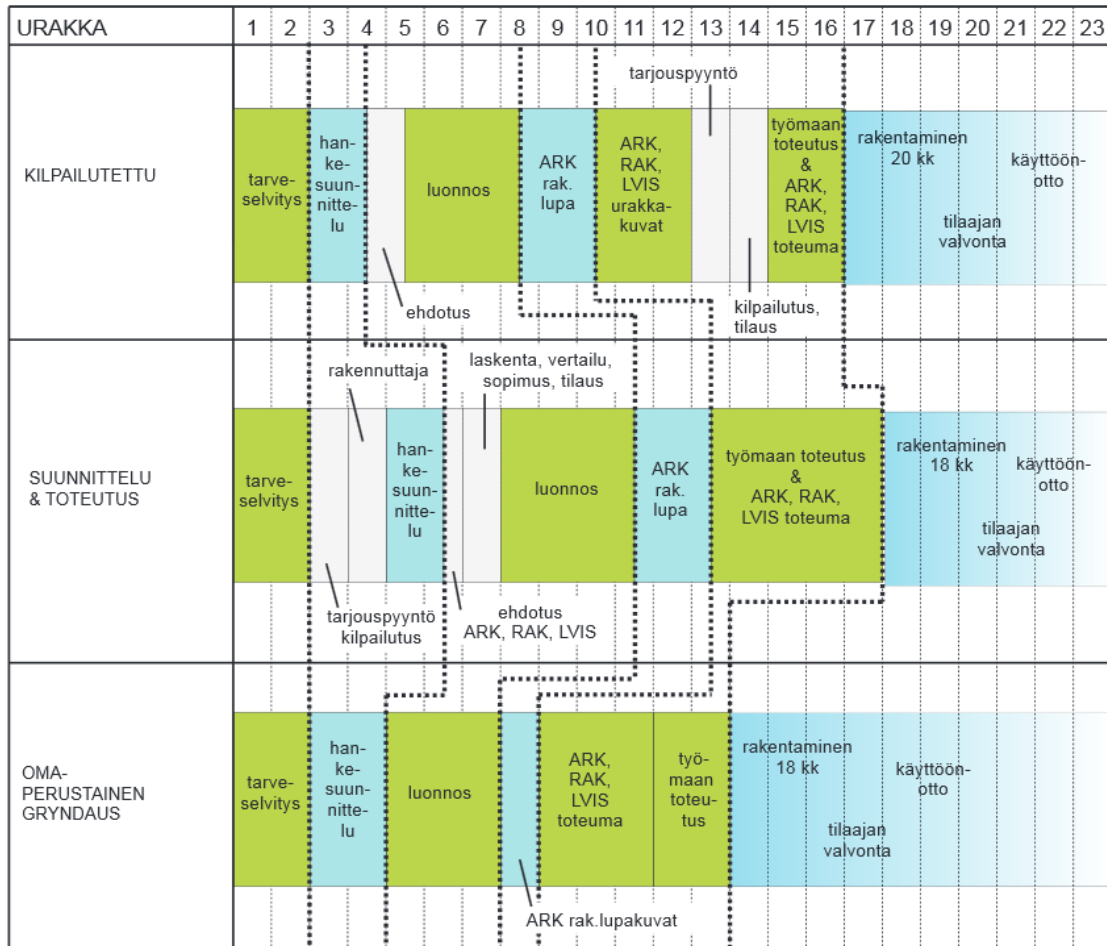 URAKKA 1 2 3 4 5 6 7 8 9 10 11 12 13 14 15 16 17 18 19 20 21 22 23
KILPAILUTETTU
tarve-
selvitys
han-
ke-
suun-
nitte-
lu
ehdotus
luonnos
ARK
rak.
lupa
ARK,
RAK,
LVIS
urakka-
kuvat
tarjouspyyntö
kilpailutus,
tilaus
työmaan
toteutus
&
ARK,
RAK,
LVIS
toteuma
rakentaminen
20 kk
käyttöön-
otto
tilaajan
valvonta
SUUNNITTELU
& TOTEUTUS
tarve-
selvitys
tarjouspyyntö
kilpailutus
rakennuttaja
han-
ke-
suun-
nitte-
lu
ehdotus
ARK, RAK, LVIS
laskenta, vertailu,
sopimus, tilaus
luonnos
ARK
rak.
lupa
työmaan toteutus
&
ARK, RAK,
LVIS toteuma
rakentaminen
18 kk
käyttöön-
otto
tilaajan
valvonta
OMA-
PERUSTAINEN
GRYNDAUS
tarve-
selvitys
han-
ke-
suun-
nitte-
lu
luonnos
ARK rak.lupakuvat
ARK,
RAK,
LVIS
toteuma
työ-
maan
toteu-
tus
rakentaminen
18 kk
käyttöön-
otto
tilaajan
valvonta